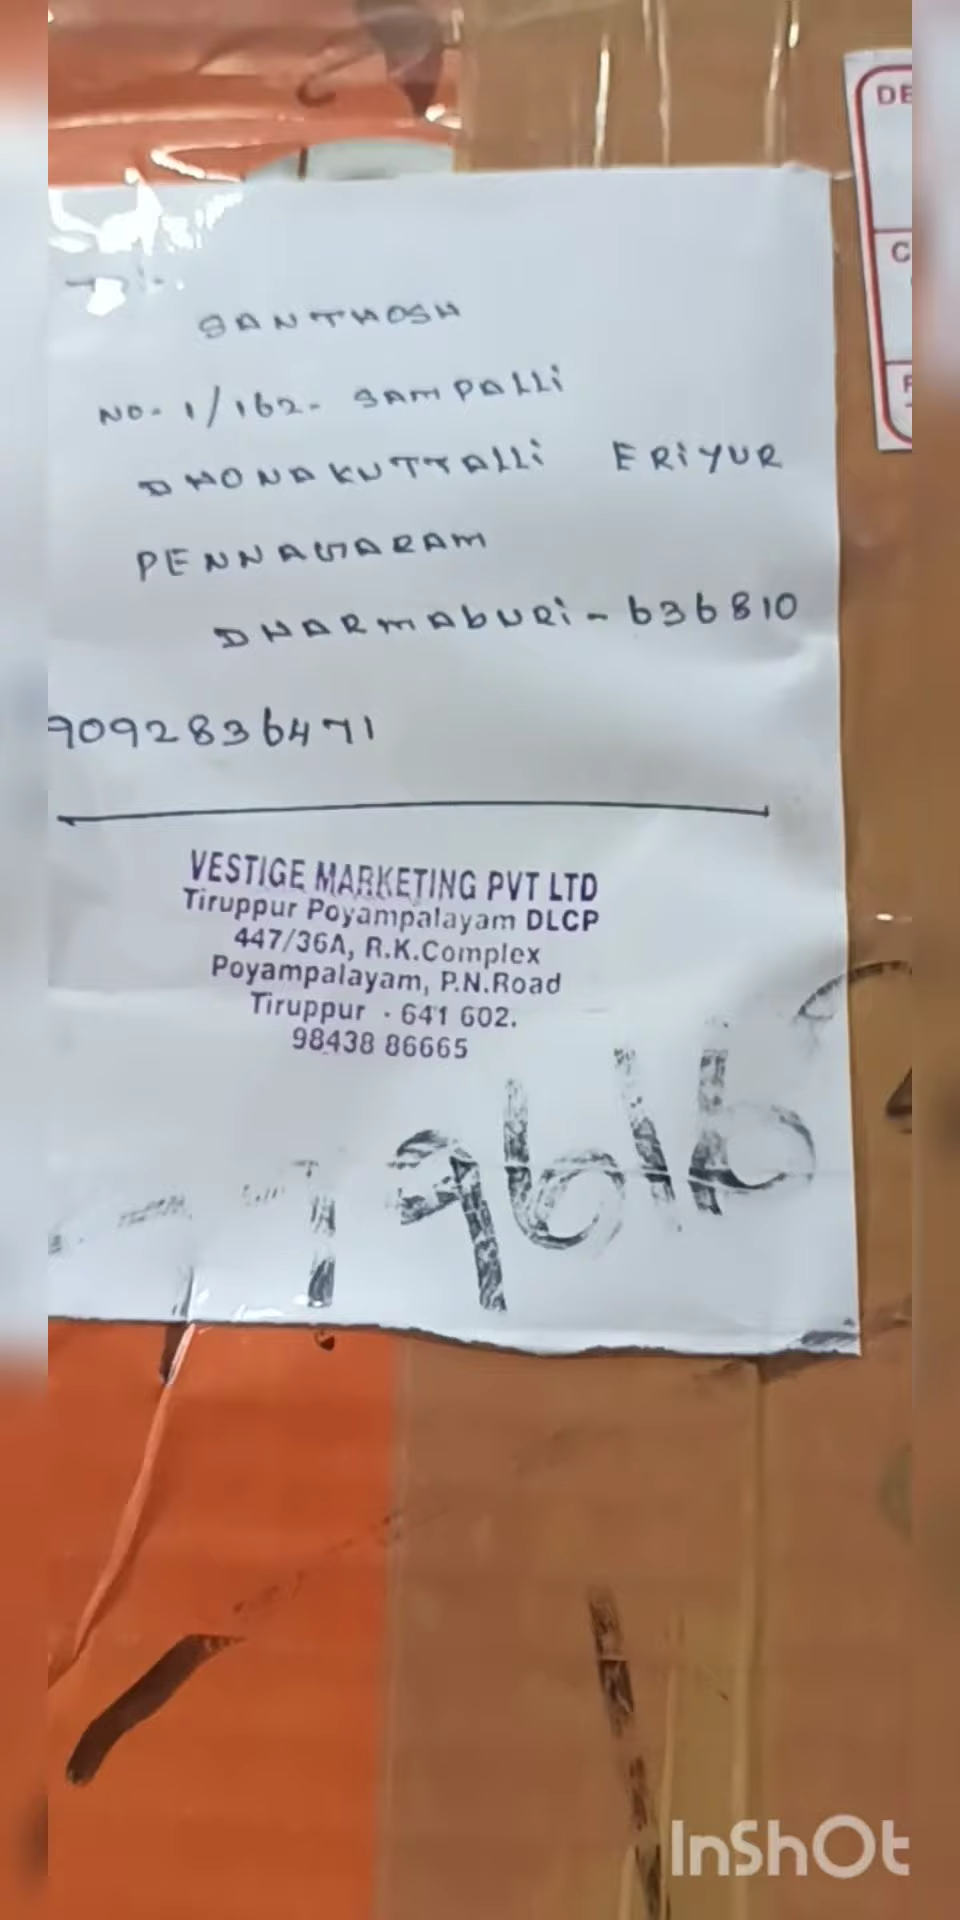 To:-
SANTHOSH
NO- 1/162- SAMPALLi
DHONAKUTTALLi ERiYUR
PENNAGARAM
DHARMAbURi - 636810
9092836471
VESTIGE MARKETING PVT LTD
Tiruppur Poyampalayam DLCP
447/36A, R.K.Complex
Poyampalayam, P.N.Road
Tiruppur - 641 602.
98438 86665
InShOt